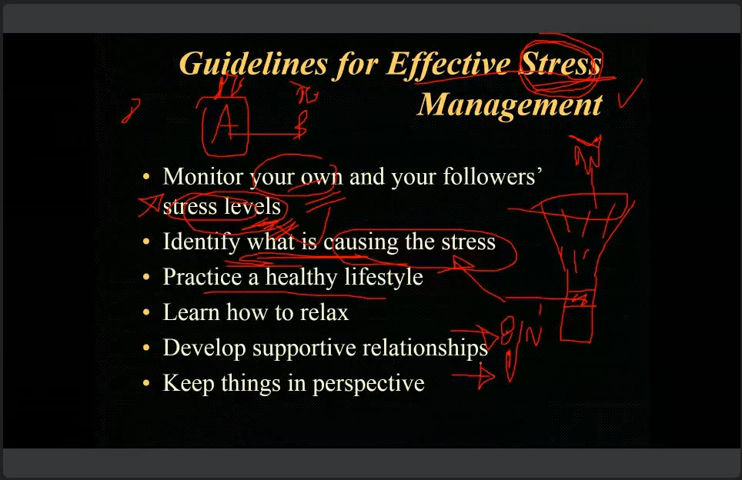 Guidelines for Effective Stress
Management
A
B
• Monitor your own and your followers'
stress levels
• Identify what is causing the stress
• Practice a healthy lifestyle
• Learn how to relax
• Develop supportive relationships
• Keep things in perspective